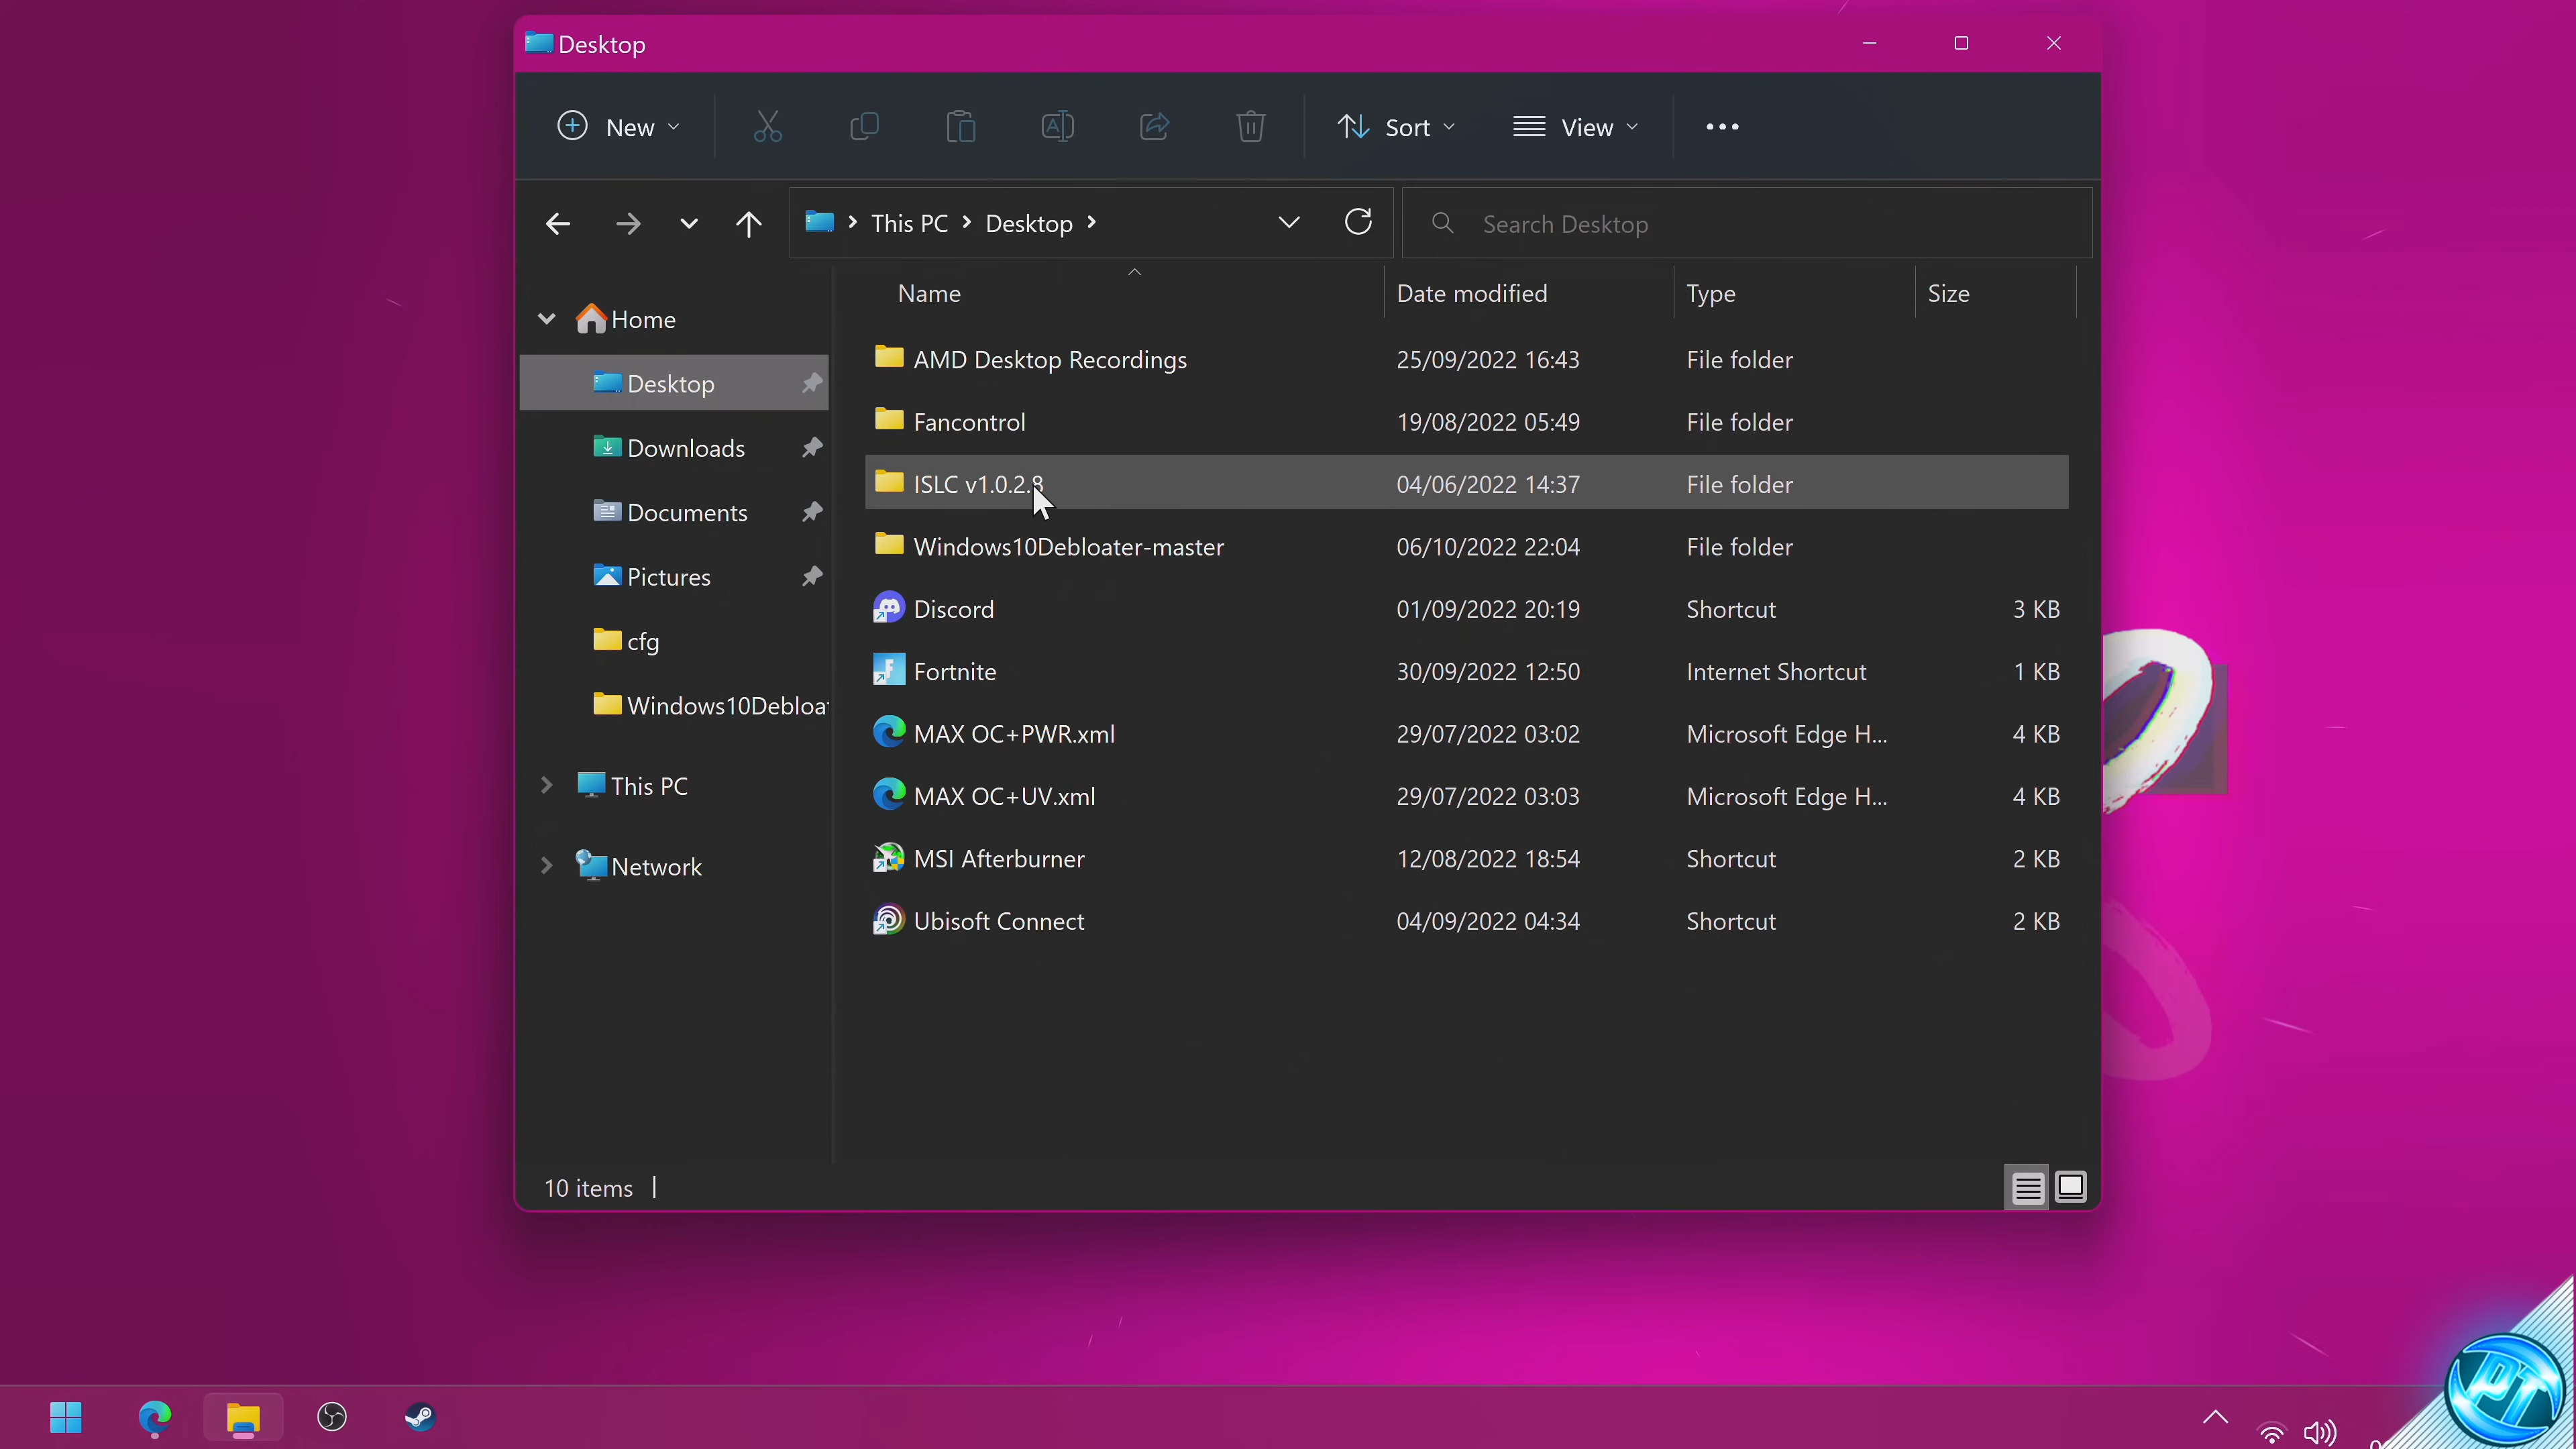 Desktop
New
Sort
View
This PC
Desktop
Search Desktop
Name
Date modified
Type
Size
Home
Desktop
Downloads
Documents
Pictures
cfg
Windows10Debloat
This PC
Network
AMD Desktop Recordings 25/09/2022 16:43 File folder
Fancontrol 19/08/2022 05:49 File folder
ISLC v1.0.2.8 04/06/2022 14:37 File folder
Windows10Debloater-master 06/10/2022 22:04 File folder
Discord 01/09/2022 20:19 Shortcut 3 KB
Fortnite 30/09/2022 12:50 Internet Shortcut 1 KB
MAX OC+PWR.xml 29/07/2022 03:02 Microsoft Edge H... 4 KB
MAX OC+UV.xml 29/07/2022 03:03 Microsoft Edge H... 4 KB
MSI Afterburner 12/08/2022 18:54 Shortcut 2 KB
Ubisoft Connect 04/09/2022 04:34 Shortcut 2 KB
10 items
PT